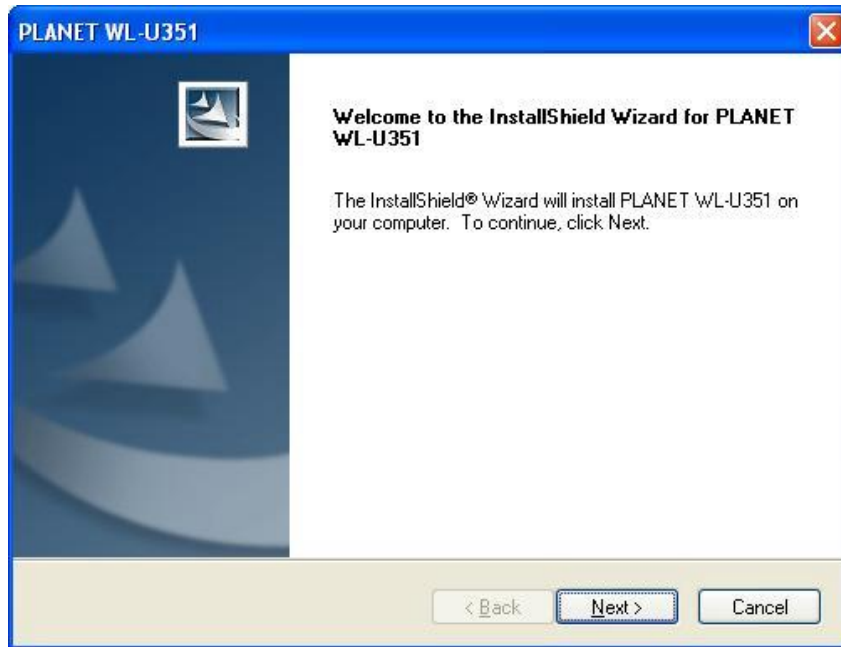 PLANET WL-U351
Welcome to the InstallShield Wizard for PLANET
WL-U351
The InstallShield® Wizard will install PLANET WL-U351 on
your computer.  To continue, click Next.
< Back
Next >
Cancel